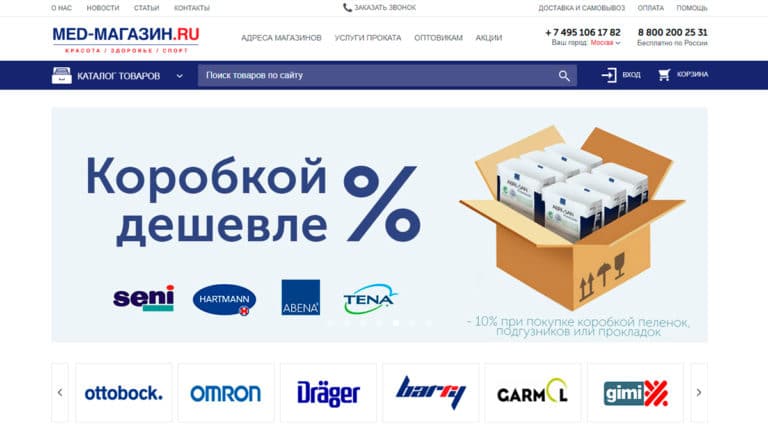 О НАС НОВОСТИ СТАТЬИ КОНТАКТЫ ЗАКАЗАТЬ ЗВОНОК ДОСТАВКА И САМОВЫВОЗ ОПЛАТА ПОМОЩЬ
MED-МАГАЗИН.RU
КРАСОТА / ЗДОРОВЬЕ / СПОРТ
АДРЕСА МАГАЗИНОВ УСЛУГИ ПРОКАТА ОПТОВИКАМ АКЦИИ
+ 7 495 106 17 82 8 800 200 25 31
Ваш город: Москва Бесплатно по России
КАТАЛОГ ТОВАРОВ Поиск товаров по сайту ВХОД КОРЗИНА
Коробкой
дешевле %
ABRI-SAN
seni HARTMANN ABENA TENA
- 10% при покупке коробкой пеленок,
подгузников или прокладок
ottobock. OMRON Dräger barry GARMOL gimi